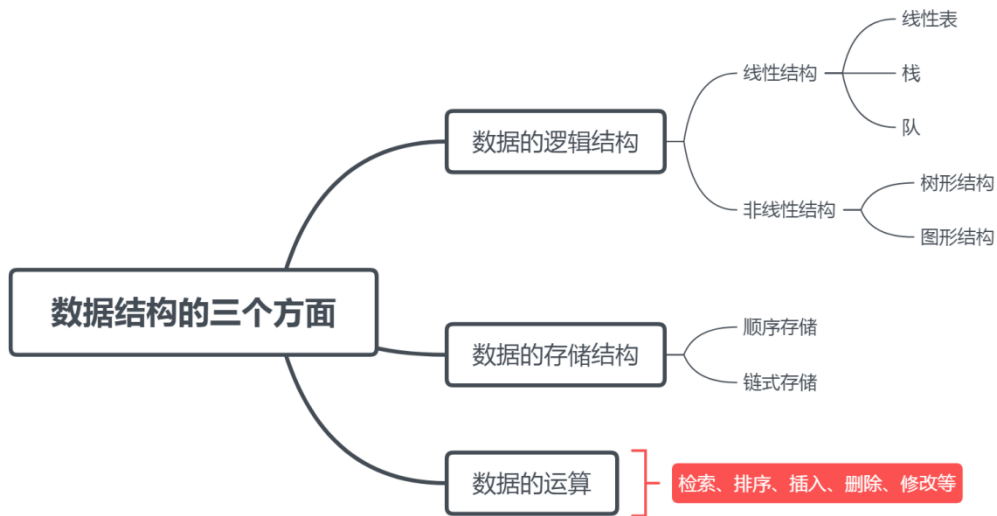 数据结构的三个方面
数据的逻辑结构
线性结构
线性表
栈
队
非线性结构
树形结构
图形结构
数据的存储结构
顺序存储
链式存储
数据的运算
检索、排序、插入、删除、修改等